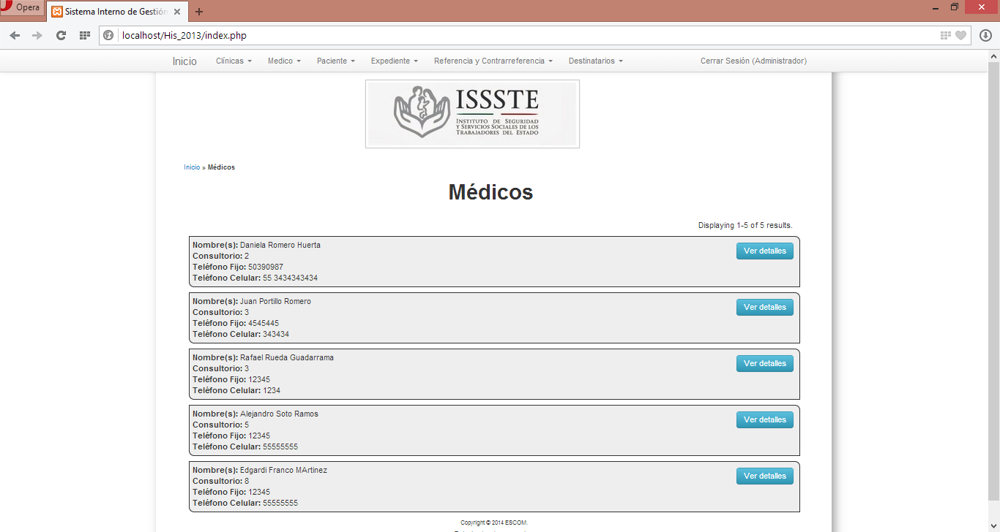 Opera
Sistema Interno de Gestión
localhost/His_2013/index.php
Inicio Clínicas Medico Paciente Expediente Referencia y Contrarreferencia Destinatarios Cerrar Sesión (Administrador)
ISSSTE
INSTITUTO DE SEGURIDAD
Y SERVICIOS SOCIALES DE LOS
TRABAJADORES DEL ESTADO
Inicio » Médicos
Médicos
Displaying 1-5 of 5 results.
Nombre(s): Daniela Romero Huerta
Ver detalles
Consultorio: 2
Teléfono Fijo: 50390987
Teléfono Celular: 55 3434343434
Nombre(s): Juan Portillo Romero
Ver detalles
Consultorio: 3
Teléfono Fijo: 4545445
Teléfono Celular: 343434
Nombre(s): Rafael Rueda Guadarrama
Ver detalles
Consultorio: 3
Teléfono Fijo: 12345
Teléfono Celular: 1234
Nombre(s): Alejandro Soto Ramos
Ver detalles
Consultorio: 5
Teléfono Fijo: 12345
Teléfono Celular: 55555555
Nombre(s): Edgardi Franco MArtinez
Ver detalles
Consultorio: 8
Teléfono Fijo: 12345
Teléfono Celular: 55555555
Copyright © 2014 ESCOM.